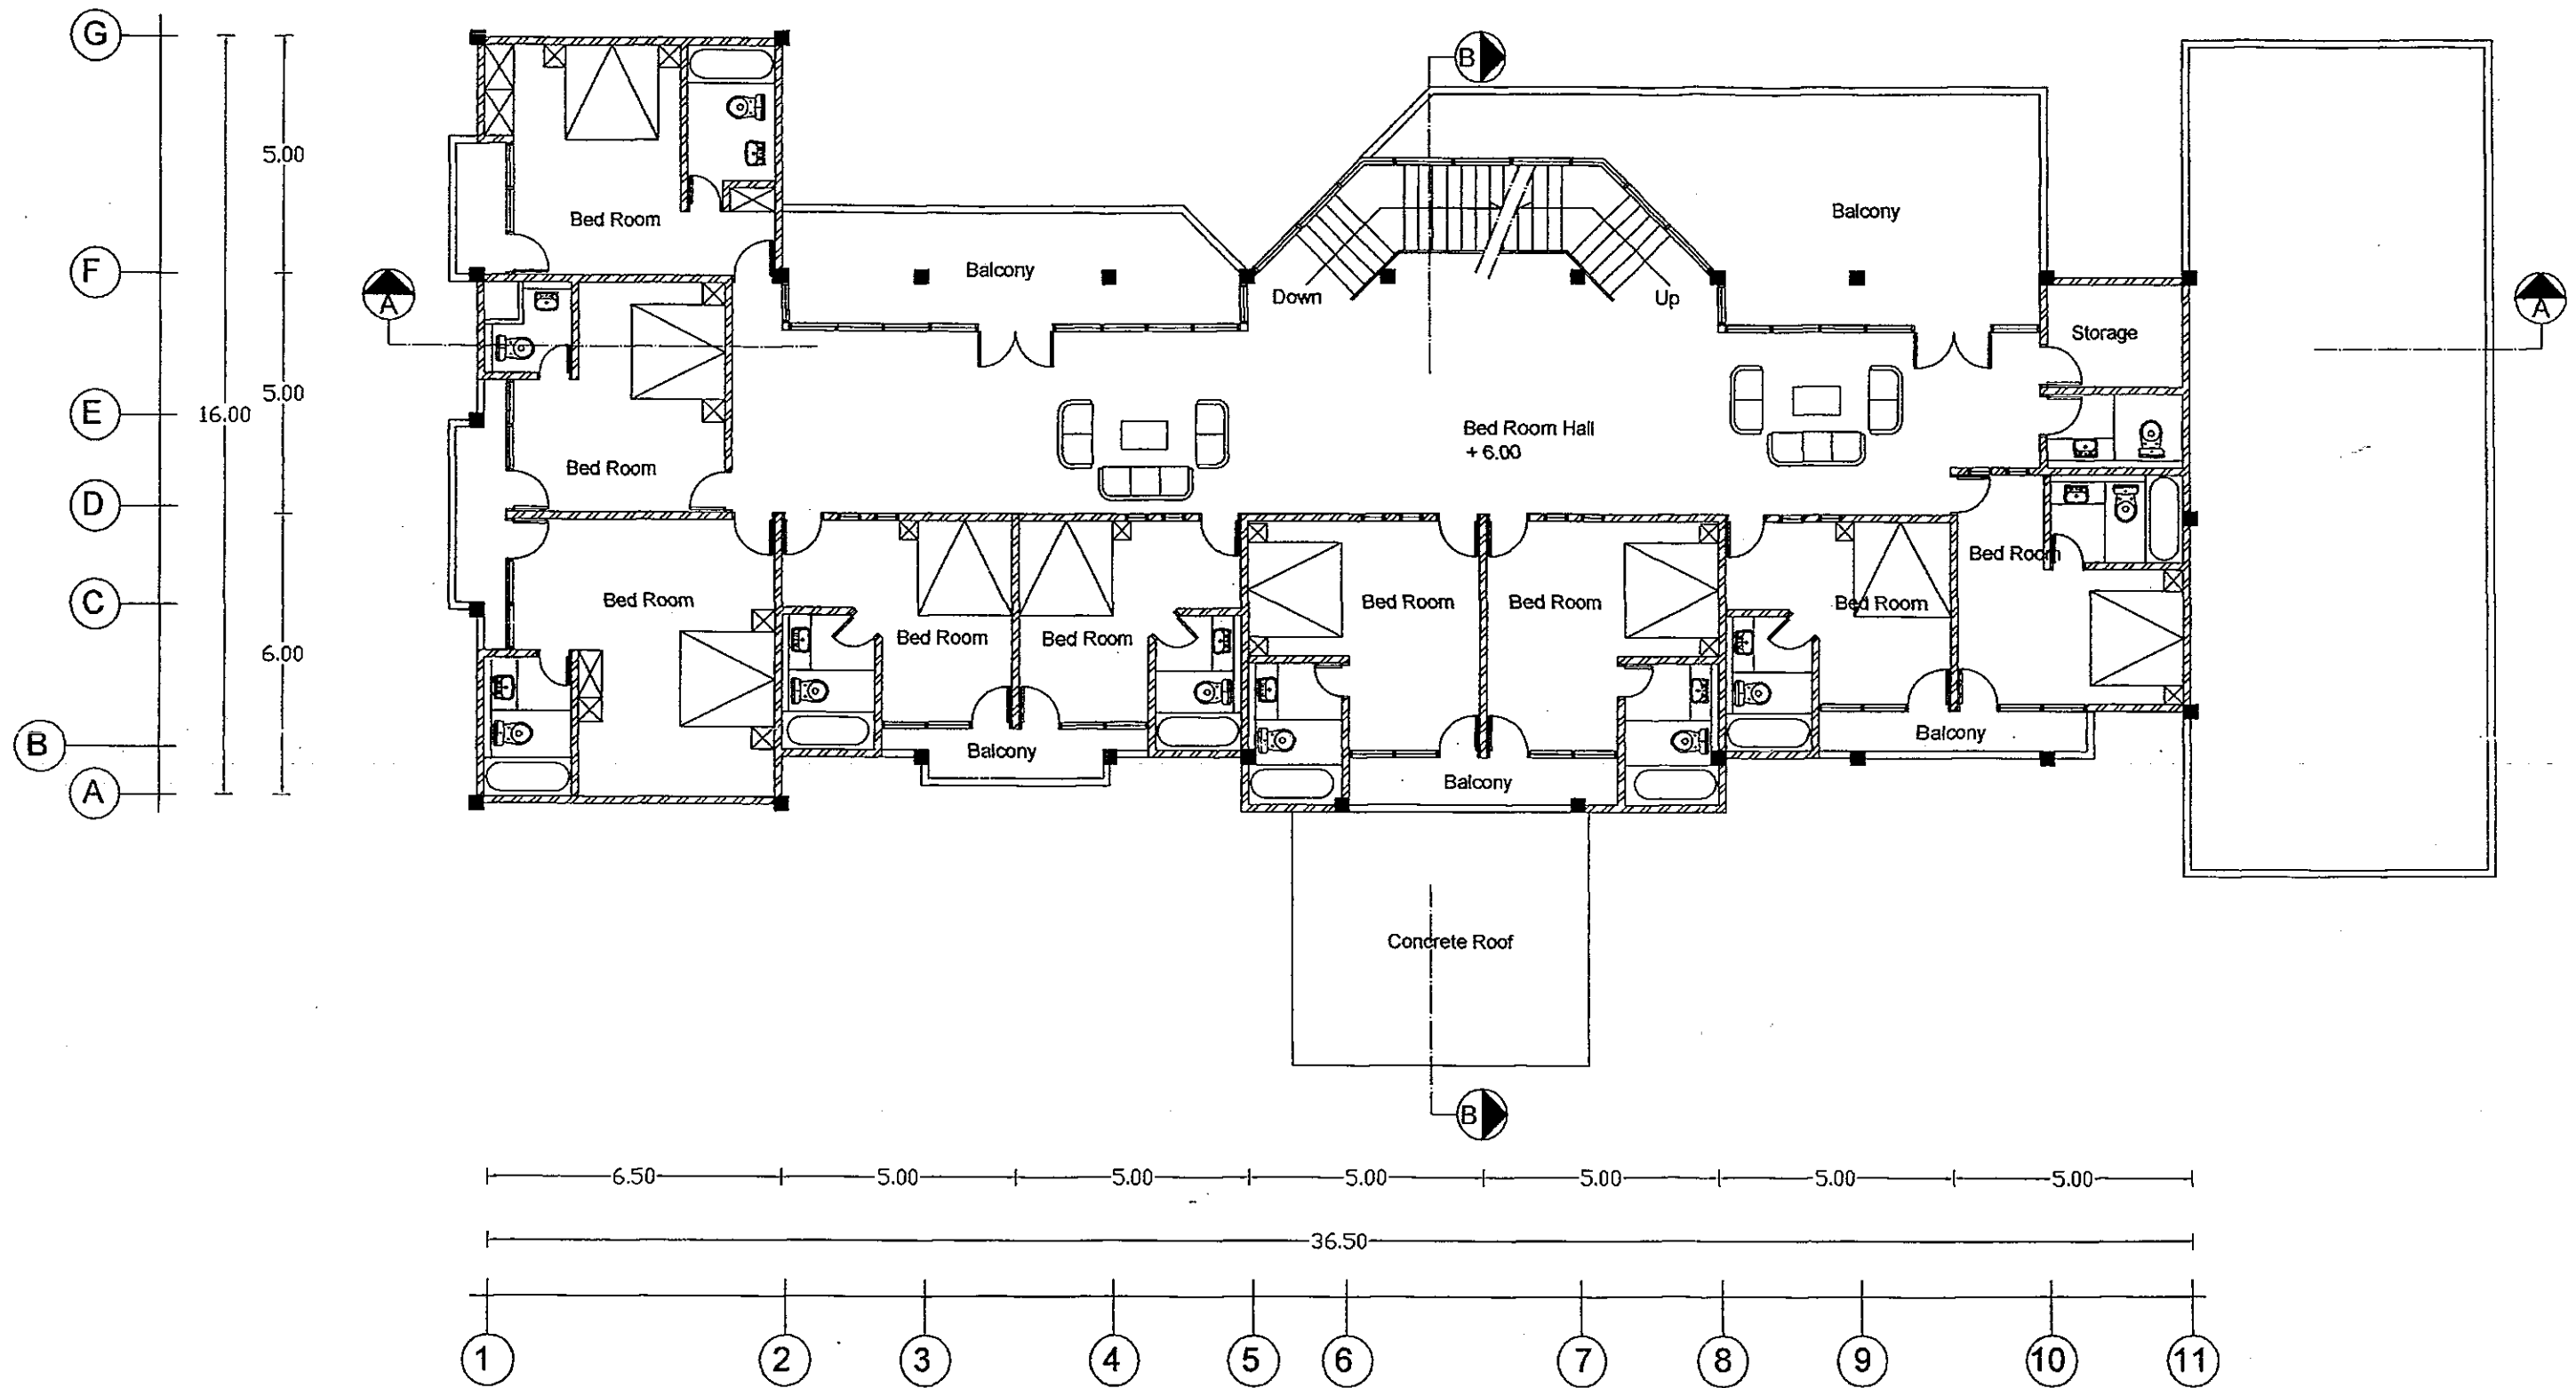 G
B
5.00
Bed Room
Balcony
F
Balcony
A
Down
Up
A
Storage
5.00
E
16.00
Bed Room Hall
+ 6.00
Bed Room
D
Bed Room
C
Bed Room
Bed Room
Bed Room
Bed Room
Bed Room
Bed Room
6.00
B
Balcony
Balcony
Balcony
A
Concrete Roof
B
6.50
5.00
5.00
5.00
5.00
5.00
5.00
36.50
1
2
3
4
5
6
7
8
9
10
11